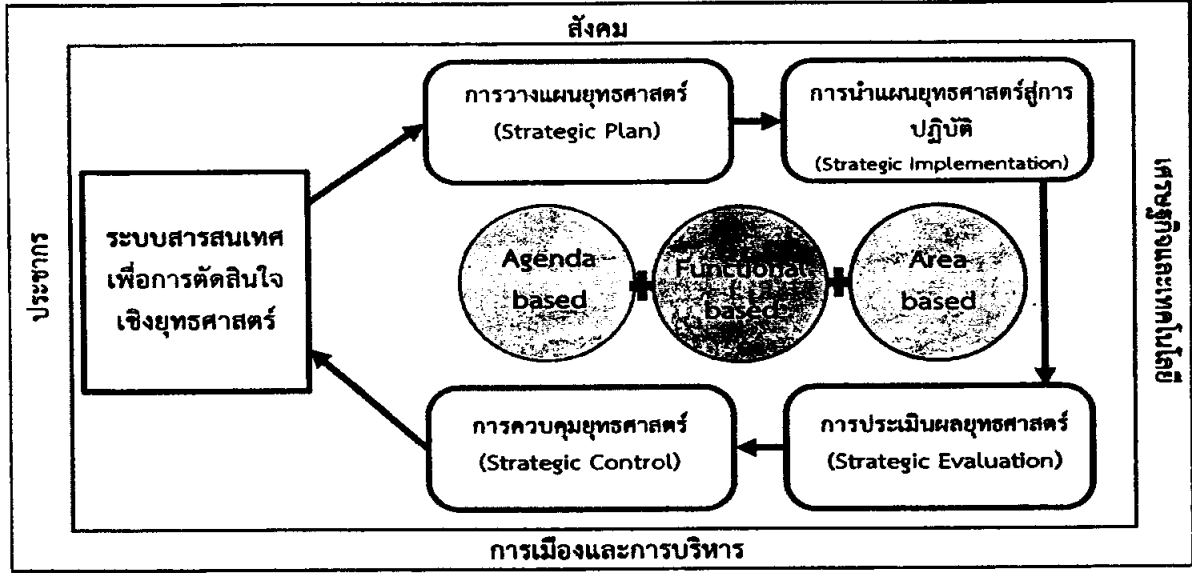 สังคม
การวางแผนยุทธศาสตร์
(Strategic Plan)
การนำแผนยุทธศาสตร์สู่การ
ปฏิบัติ
(Strategic Implementation)
ประชากร
ระบบสารสนเทศ
เพื่อการตัดสินใจ
เชิงยุทธศาสตร์
Agenda
based
+
Functional
based
+
Area
based
เศรษฐกิจและเทคโนโลยี
การควบคุมยุทธศาสตร์
(Strategic Control)
การประเมินผลยุทธศาสตร์
(Strategic Evaluation)
การเมืองและการบริหาร